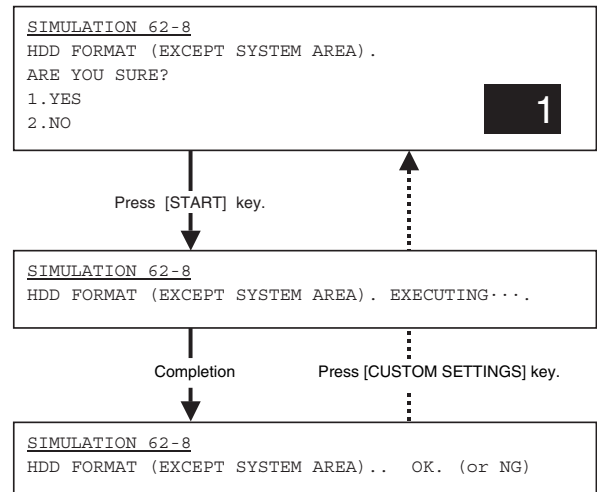 SIMULATION 62-8
HDD FORMAT (EXCEPT SYSTEM AREA).
ARE YOU SURE?
1.YES
2.NO
1
Press [START] key.
SIMULATION 62-8
HDD FORMAT (EXCEPT SYSTEM AREA). EXECUTING···.
Completion
Press [CUSTOM SETTINGS] key.
SIMULATION 62-8
HDD FORMAT (EXCEPT SYSTEM AREA).. OK. (or NG)